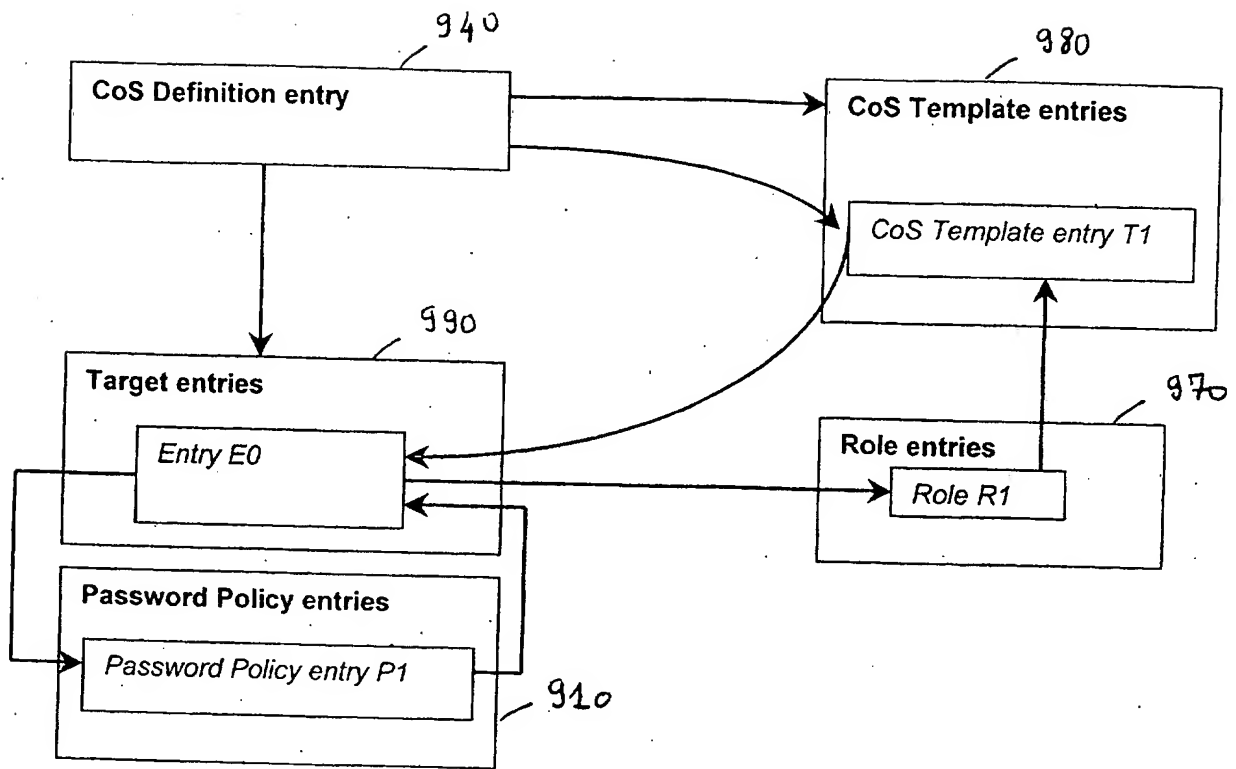 940
CoS Definition entry
980
CoS Template entries
CoS Template entry T1
990
Target entries
Entry E0
970
Role entries
Role R1
Password Policy entries
Password Policy entry P1
910